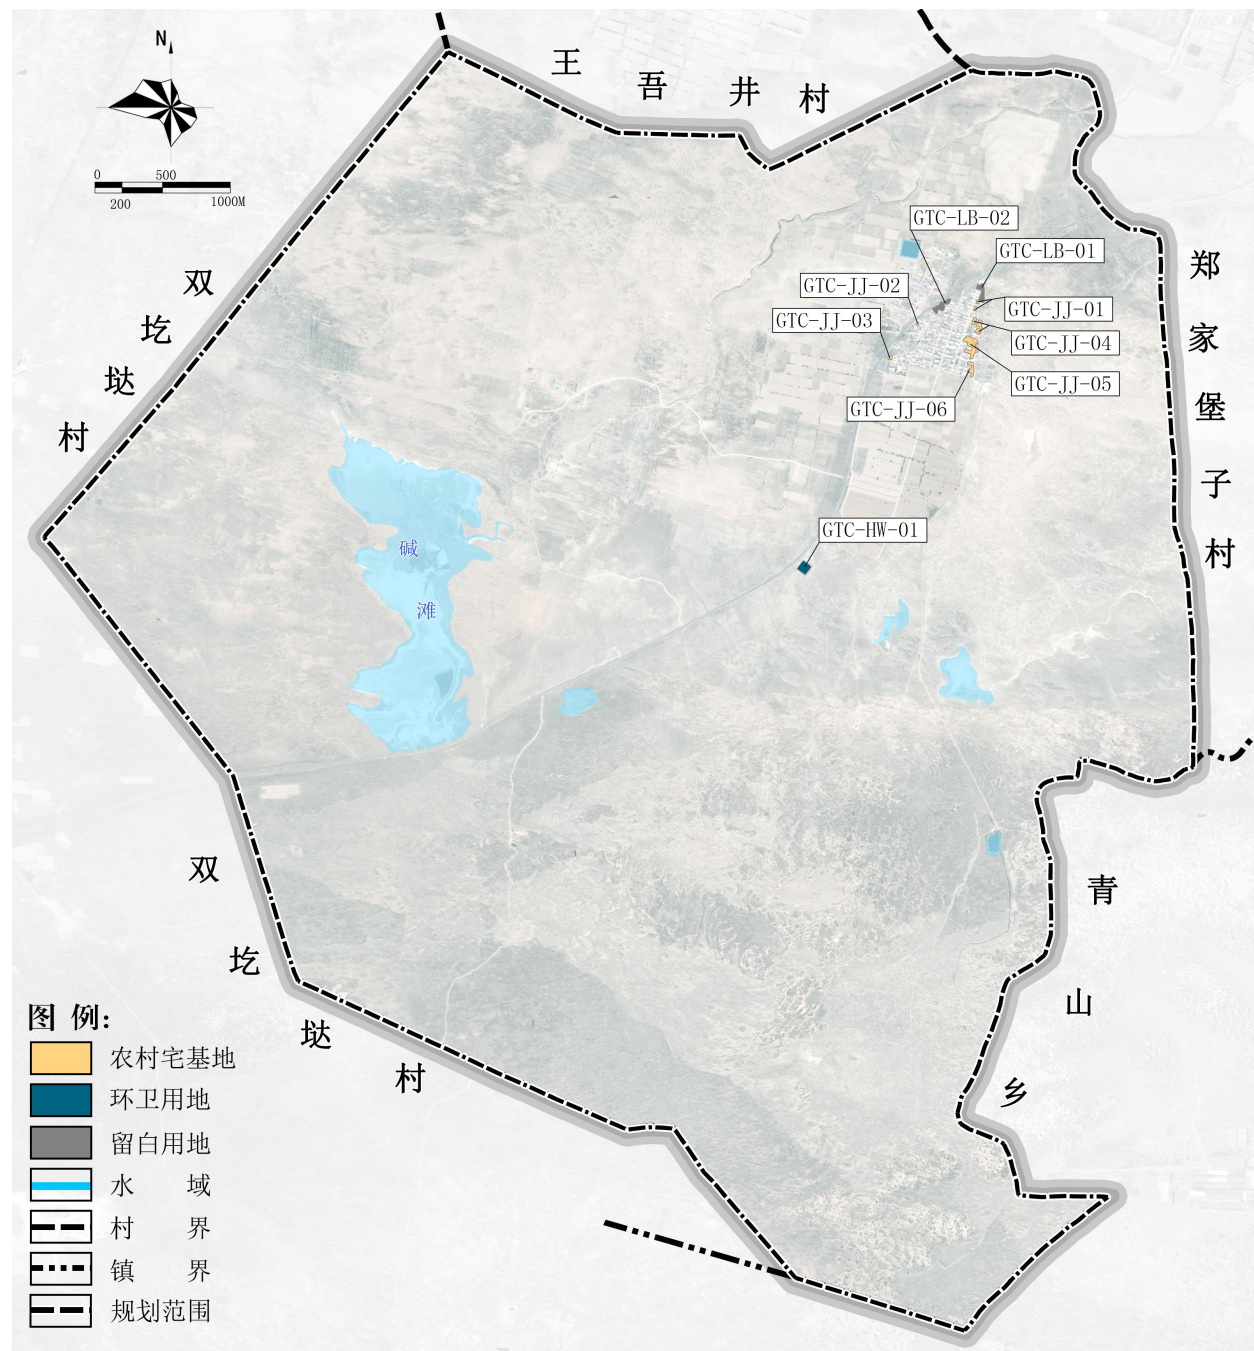 N
0 500
200 1000M
王吾井村
双圪垯村
郑家堡子村
GTC-LB-02
GTC-LB-01
GTC-JJ-02
GTC-JJ-01
GTC-JJ-03
GTC-JJ-04
GTC-JJ-05
GTC-JJ-06
GTC-HW-01
碱滩
双圪垯村
青山乡
图 例:
农村宅基地
环卫用地
留白用地
水 域
村 界
镇 界
规划范围